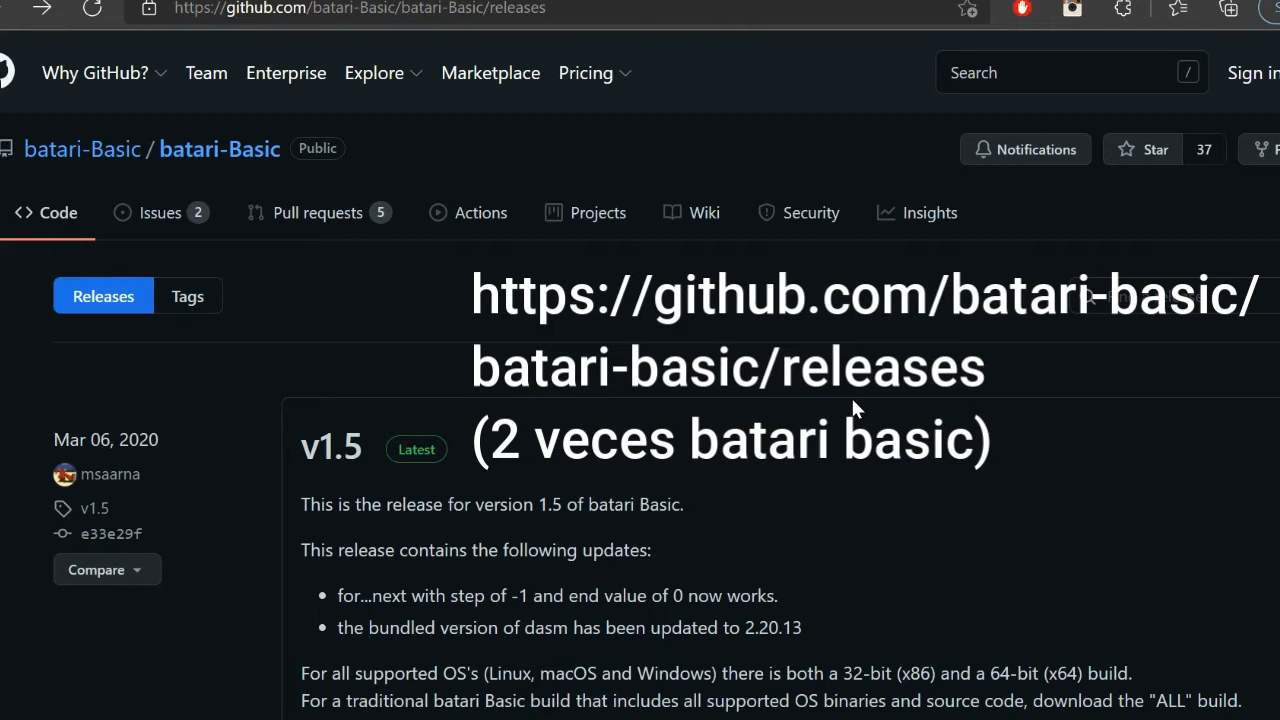 https://github.com/batari-Basic/batari-Basic/releases
Why GitHub? Team Enterprise Explore Marketplace Pricing Search / Sign in
batari-Basic / batari-Basic Public Notifications Star 37
Code Issues 2 Pull requests 5 Actions Projects Wiki Security Insights
Releases Tags
https://github.com/batari-basic/
batari-basic/releases
(2 veces batari basic)
Mar 06, 2020
msaarna
v1.5
e33e29f
Compare
v1.5 Latest
This is the release for version 1.5 of batari Basic.
This release contains the following updates:
• for...next with step of -1 and end value of 0 now works.
• the bundled version of dasm has been updated to 2.20.13
For all supported OS's (Linux, macOS and Windows) there is both a 32-bit (x86) and a 64-bit (x64) build.
For a traditional batari Basic build that includes all supported OS binaries and source code, download the "ALL" build.